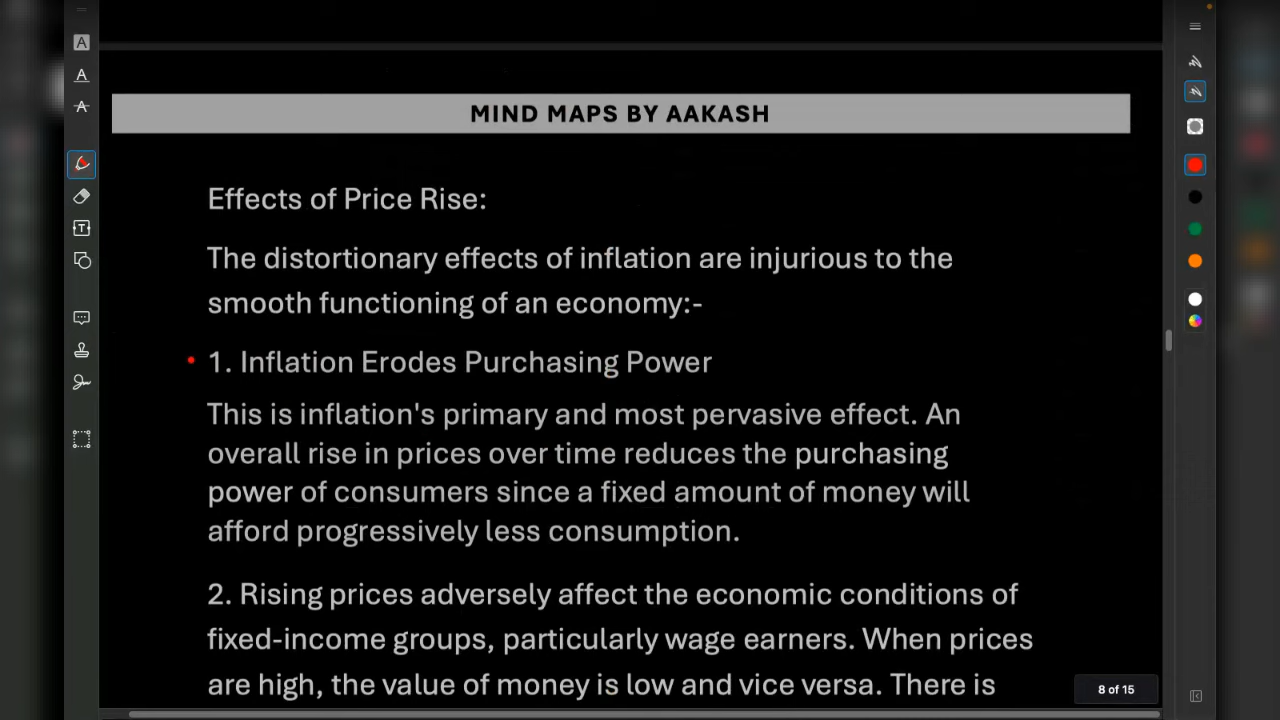 MIND MAPS BY AAKASH
Effects of Price Rise:
The distortionary effects of inflation are injurious to the
smooth functioning of an economy:-
1. Inflation Erodes Purchasing Power
This is inflation's primary and most pervasive effect. An
overall rise in prices over time reduces the purchasing
power of consumers since a fixed amount of money will
afford progressively less consumption.
2. Rising prices adversely affect the economic conditions of
fixed-income groups, particularly wage earners. When prices
are high, the value of money is low and vice versa. There is
8 of 15